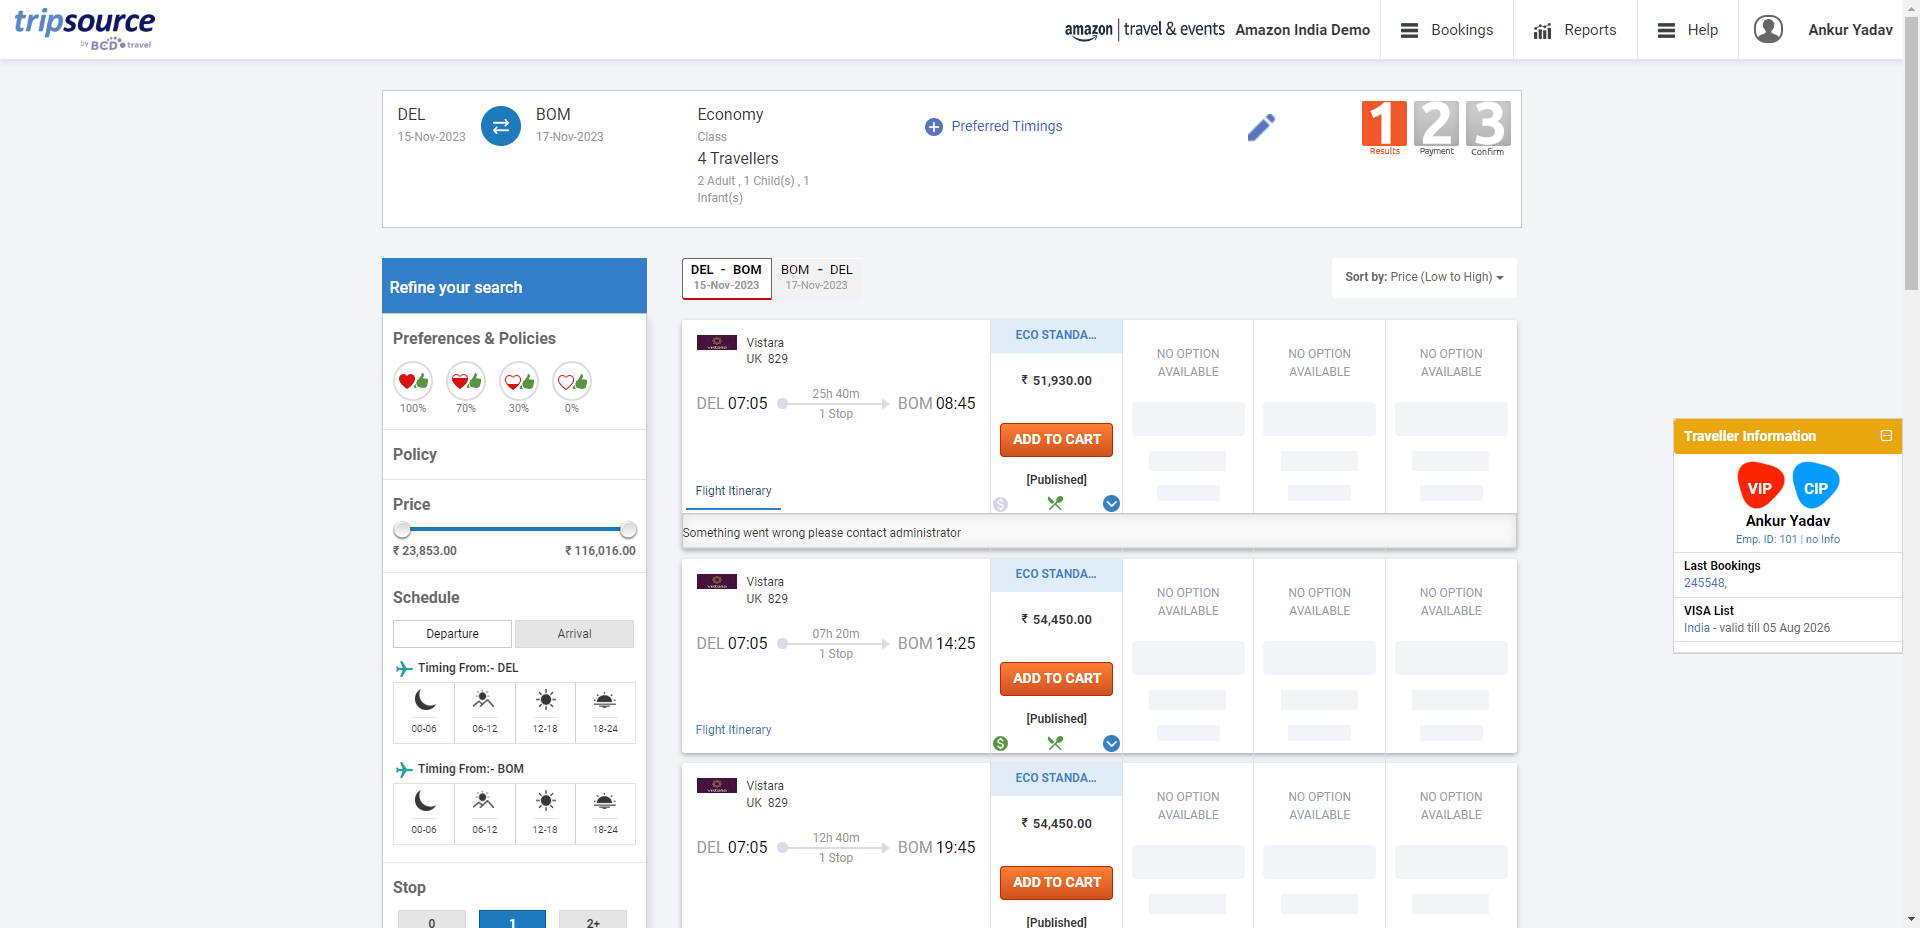 tripsource
by BCD travel
amazon travel & events
Amazon India Demo
Bookings
Reports
Help
Ankur Yadav
DEL
15-Nov-2023
BOM
17-Nov-2023
Economy
Class
4 Travellers
2 Adult , 1 Child(s) , 1
Infant(s)
Preferred Timings
1 2 3
Results Payment Confirm
Refine your search
Preferences & Policies
100% 70% 30% 0%
Policy
Price
₹ 23,853.00 ₹ 116,016.00
Schedule
Departure Arrival
Timing From:- DEL
00-06 06-12 12-18 18-24
Timing From:- BOM
00-06 06-12 12-18 18-24
Stop
0 1 2+
DEL - BOM
15-Nov-2023
BOM - DEL
17-Nov-2023
Sort by: Price (Low to High)
Vistara
UK 829
DEL 07:05
25h 40m
1 Stop
BOM 08:45
Flight Itinerary
ECO STANDA...
₹ 51,930.00
ADD TO CART
[Published]
NO OPTION
AVAILABLE
NO OPTION
AVAILABLE
NO OPTION
AVAILABLE
Something went wrong please contact administrator
Vistara
UK 829
DEL 07:05
07h 20m
1 Stop
BOM 14:25
Flight Itinerary
ECO STANDA...
₹ 54,450.00
ADD TO CART
[Published]
NO OPTION
AVAILABLE
NO OPTION
AVAILABLE
NO OPTION
AVAILABLE
Vistara
UK 829
DEL 07:05
12h 40m
1 Stop
BOM 19:45
ECO STANDA...
₹ 54,450.00
ADD TO CART
[Published]
NO OPTION
AVAILABLE
NO OPTION
AVAILABLE
NO OPTION
AVAILABLE
Traveller Information
VIP CIP
Ankur Yadav
Emp. ID: 101 | no Info
Last Bookings
245548,
VISA List
India - valid till 05 Aug 2026